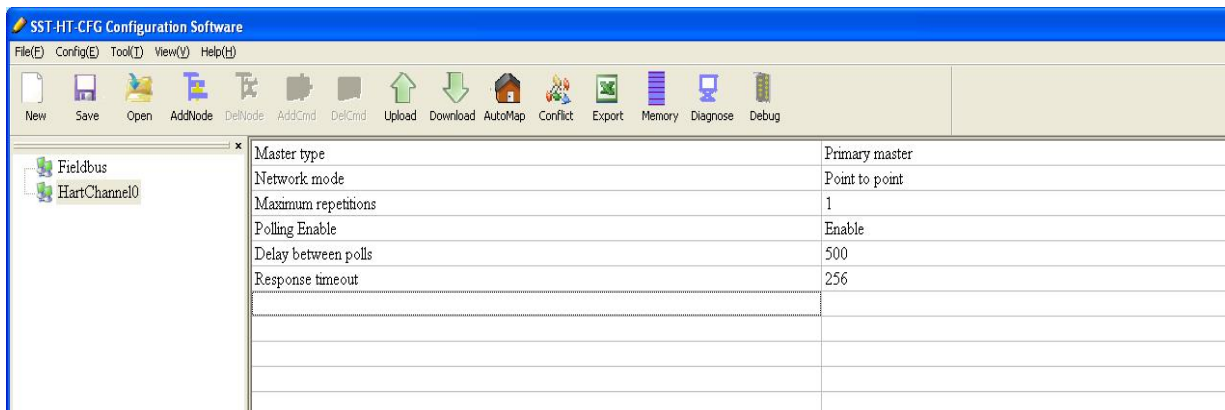 SST-HT-CFG Configuration Software
File(F) Config(E) Tool(T) View(V) Help(H)
New Save Open AddNode DelNode AddCmd DelCmd Upload Download AutoMap Conflict Export Memory Diagnose Debug
x
Fieldbus
HartChannel0
Master type Primary master
Network mode Point to point
Maximum repetitions 1
Polling Enable Enable
Delay between polls 500
Response timeout 256